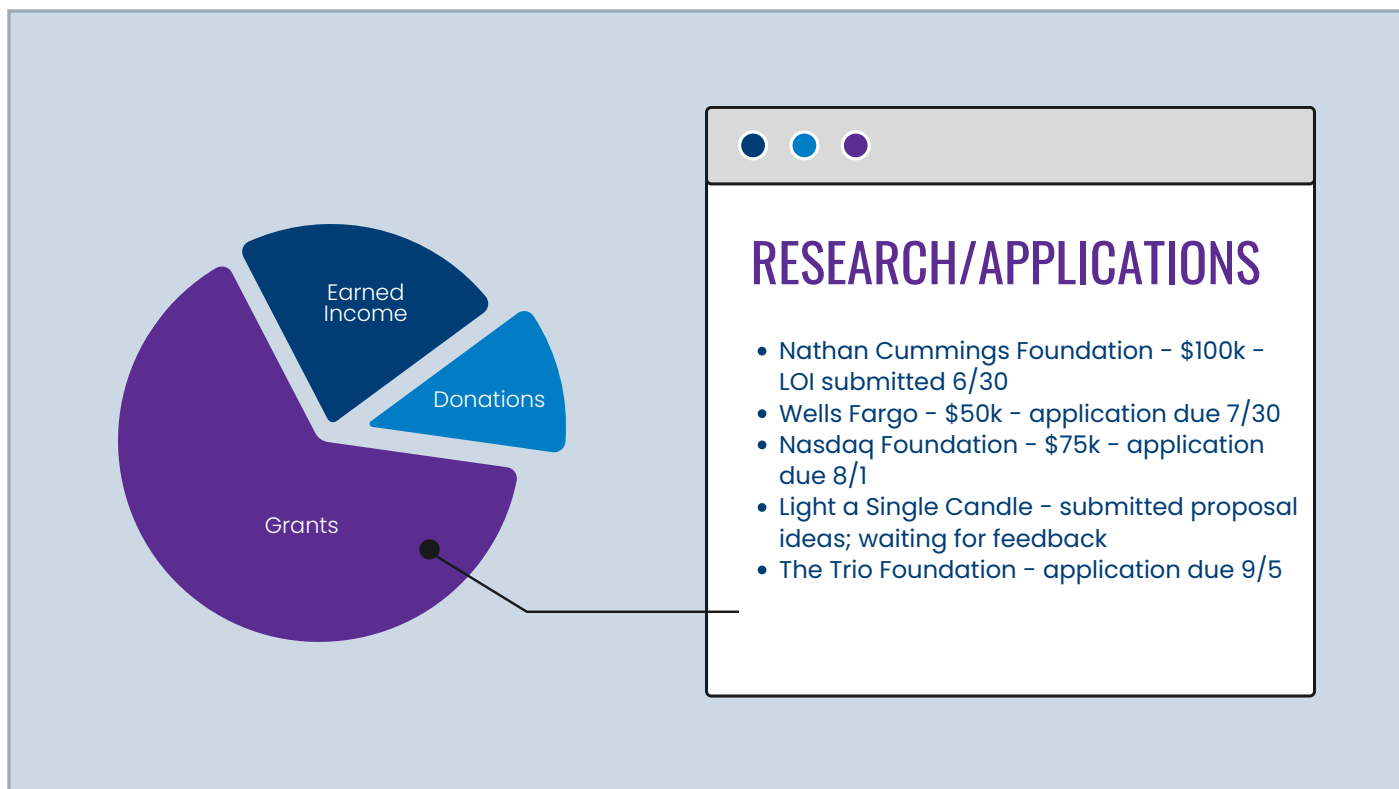 Earned
Income
Donations
Grants
RESEARCH/APPLICATIONS
• Nathan Cummings Foundation - $100k -
LOI submitted 6/30
• Wells Fargo - $50k - application due 7/30
• Nasdaq Foundation - $75k - application
due 8/1
• Light a Single Candle - submitted proposal
ideas; waiting for feedback
• The Trio Foundation - application due 9/5